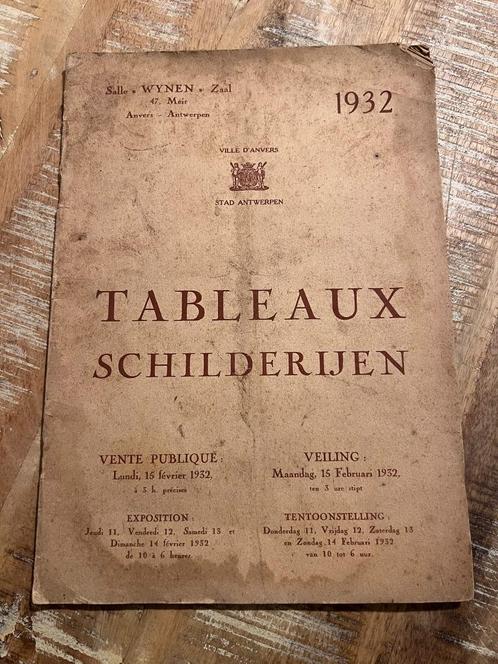 Salle « WYNEN » Zaal
47, Meir
Anvers – Antwerpen
1932
VILLE D'ANVERS
STAD ANTWERPEN
TABLEAUX
SCHILDERIJEN
VENTE PUBLIQUE :
Lundi, 15 février 1932,
à 3 h. précises
EXPOSITION :
Jeudi 11, Vendredi 12, Samedi 13 et
Dimanche 14 février 1932
de 10 à 6 heures.
VEILING :
Maandag, 15 Februari 1932,
ten 3 ure stipt
TENTOONSTELLING :
Donderdag 11, Vrijdag 12, Zaterdag 13
en Zondag 14 Februari 1932
van 10 tot 6 uur.